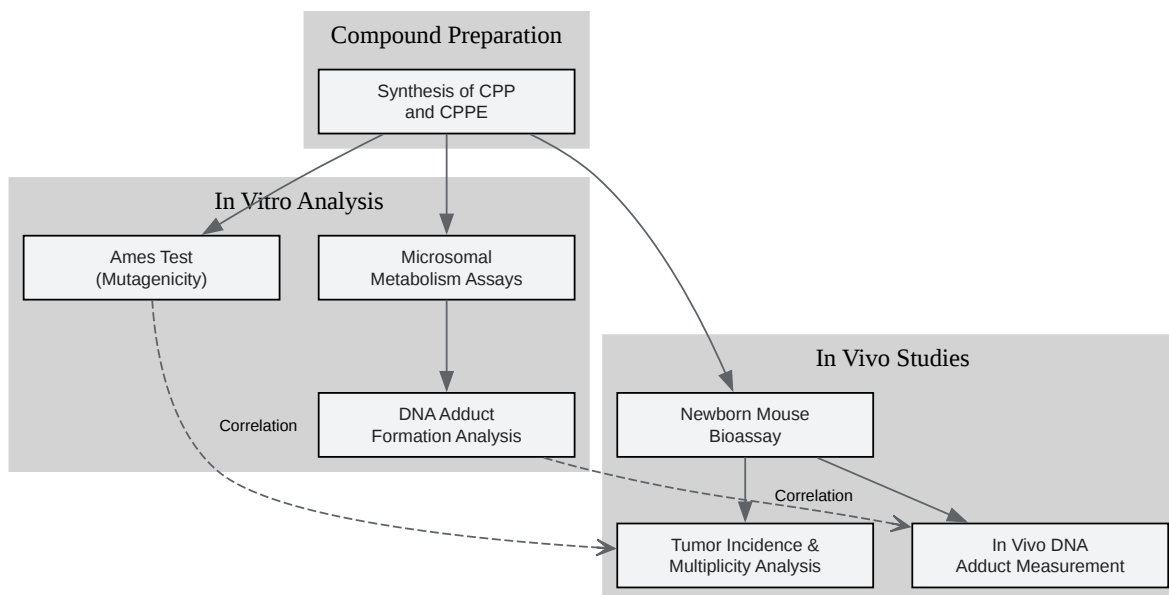 Compound Preparation
Synthesis of CPP
and CPPE
In Vitro Analysis
Ames Test
(Mutagenicity)
Microsomal
Metabolism Assays
In Vivo Studies
DNA Adduct
Formation Analysis
Newborn Mouse
Bioassay
Correlation
Correlation
Tumor Incidence &
Multiplicity Analysis
In Vivo DNA
Adduct Measurement